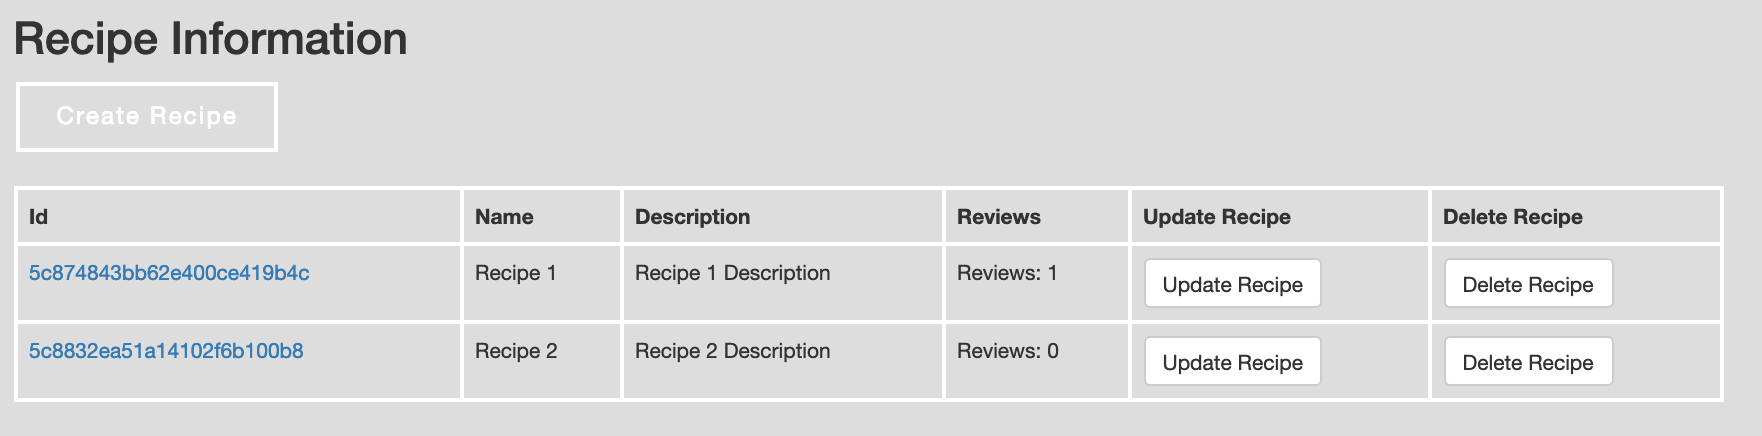 Recipe Information
Create Recipe
Id Name Description Reviews Update Recipe Delete Recipe
5c874843bb62e400ce419b4c Recipe 1 Recipe 1 Description Reviews: 1 Update Recipe Delete Recipe
5c8832ea51a14102f6b100b8 Recipe 2 Recipe 2 Description Reviews: 0 Update Recipe Delete Recipe